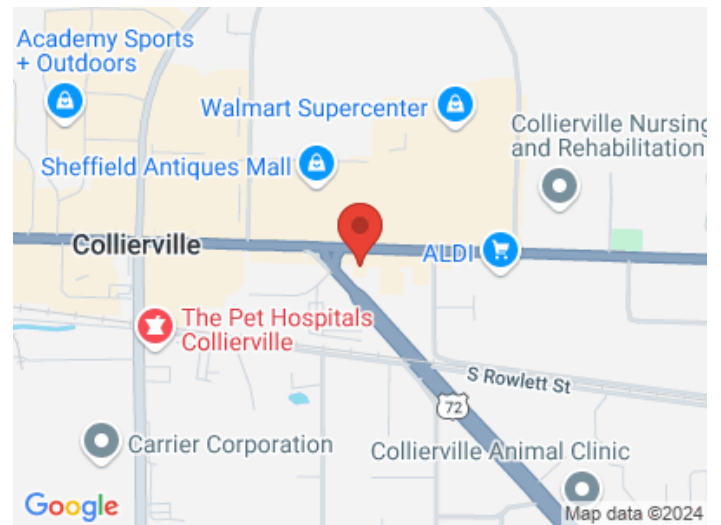 Academy Sports
+ Outdoors
Walmart Supercenter
Collierville Nursing
and Rehabilitation
Sheffield Antiques Mall
Collierville
ALDI
The Pet Hospitals
Collierville
S Rowlett St
72
Carrier Corporation
Collierville Animal Clinic
Google
Map data ©2024